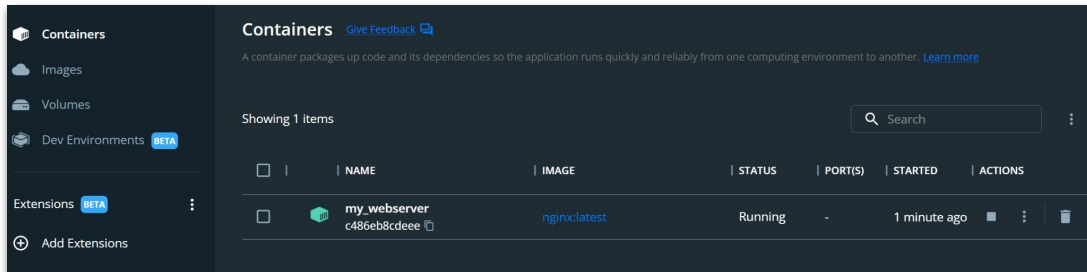 Containers
Images
Volumes
Dev Environments BETA
Extensions BETA
Add Extensions
Containers Give Feedback
A container packages up code and its dependencies so the application runs quickly and reliably from one computing environment to another. Learn more
Showing 1 items
Search
NAME IMAGE STATUS PORT(S) STARTED ACTIONS
my_webserver nginx:latest Running - 1 minute ago
c486eb8cdeee